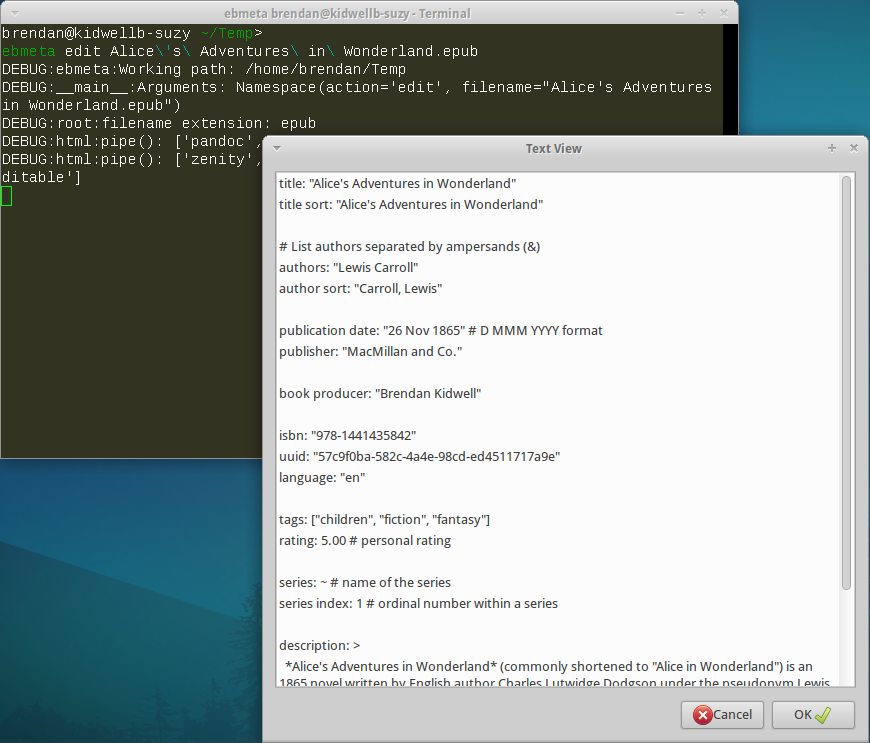 ebmeta brendan@kidwellb-suzy - Terminal
brendan@kidwellb-suzy ~/Temp>
ebmeta edit Alice\'s\ Adventures\ in\ Wonderland.epub
DEBUG:ebmeta:Working path: /home/brendan/Temp
DEBUG:__main__:Arguments: Namespace(action='edit', filename="Alice's Adventures
in Wonderland.epub")
DEBUG:root:filename extension: epub
DEBUG:html:pipe(): ['pandoc',
DEBUG:html:pipe(): ['zenity',
ditable']
Text View
title: "Alice's Adventures in Wonderland"
title sort: "Alice's Adventures in Wonderland"
# List authors separated by ampersands (&)
authors: "Lewis Carroll"
author sort: "Carroll, Lewis"
publication date: "26 Nov 1865" # D MMM YYYY format
publisher: "MacMillan and Co."
book producer: "Brendan Kidwell"
isbn: "978-1441435842"
uuid: "57c9f0ba-582c-4a4e-98cd-ed4511717a9e"
language: "en"
tags: ["children", "fiction", "fantasy"]
rating: 5.00 # personal rating
series: ~ # name of the series
series index: 1 # ordinal number within a series
description: >
*Alice's Adventures in Wonderland* (commonly shortened to "Alice in Wonderland") is an
1865 novel written by English author Charles Lutwidge Dodgson under the pseudonym Lewis
Cancel
OK